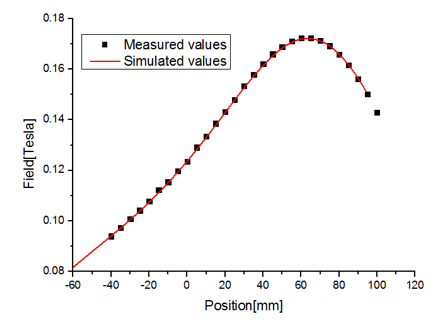 0.18
0.16
0.14
0.12
0.10
0.08
Field[Tesla]
Measured values
Simulated values
-60 -40 -20 0 20 40 60 80 100 120
Position[mm]